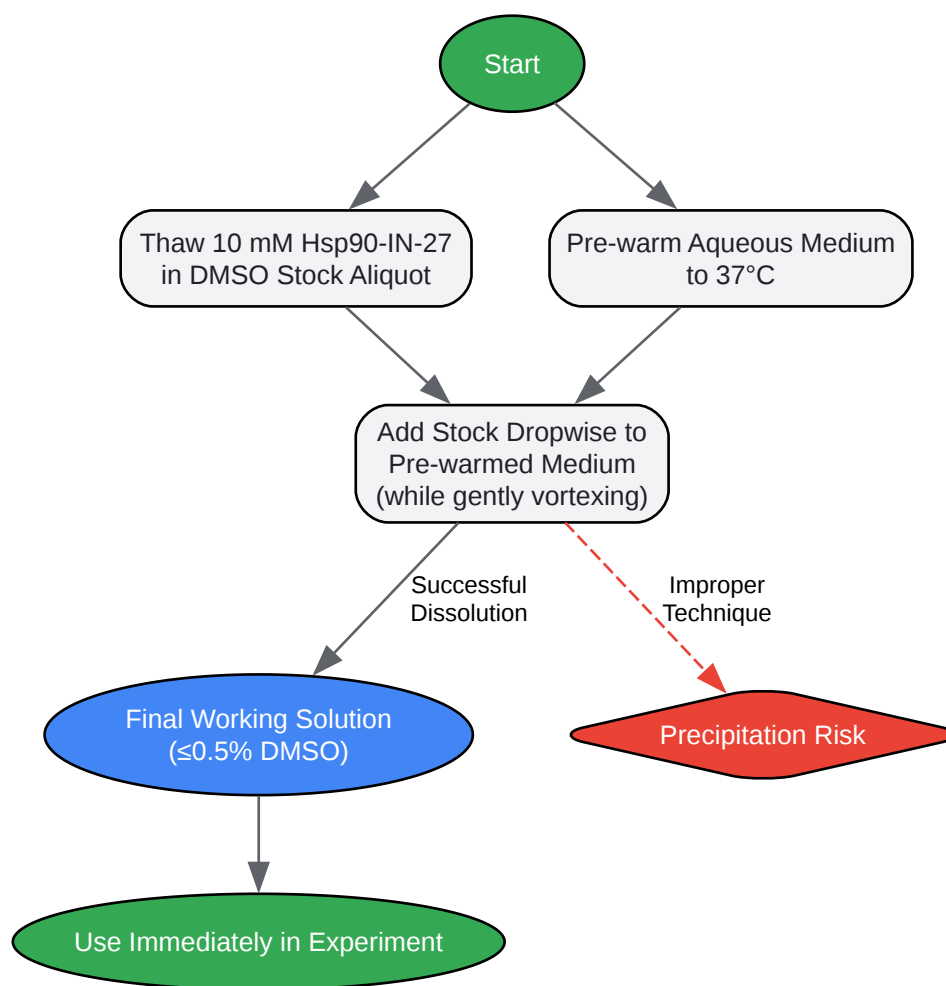 Start
Thaw 10 mM Hsp90-IN-27
in DMSO Stock Aliquot
Pre-warm Aqueous Medium
to 37°C
Add Stock Dropwise to
Pre-warmed Medium
(while gently vortexing)
Successful
Dissolution
Improper
Technique
Final Working Solution
(≤0.5% DMSO)
Precipitation Risk
Use Immediately in Experiment